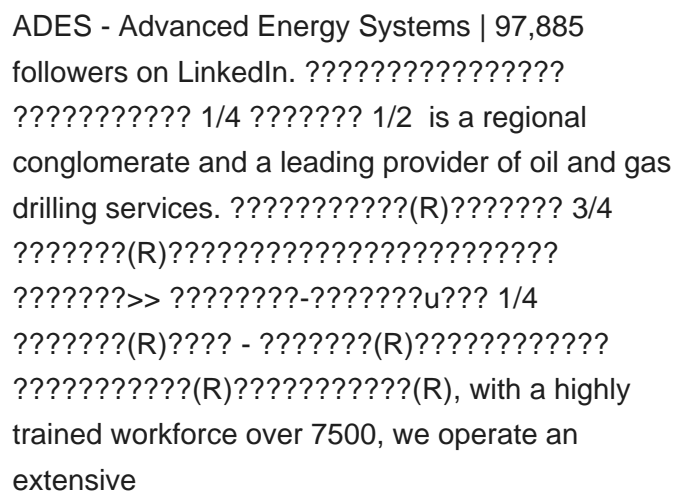 ADES - Advanced Energy Systems | 97,885
followers on LinkedIn. ????????????????
??????????? 1/4 ??????? 1/2  is a regional
conglomerate and a leading provider of oil and gas
drilling services. ???????????(R)??????? 3/4
???????(R)????????????????????????
???????>> ????????-???????u??? 1/4
???????(R)???? - ???????(R)????????????
???????????(R)???????????(R), with a highly
trained workforce over 7500, we operate an
extensive